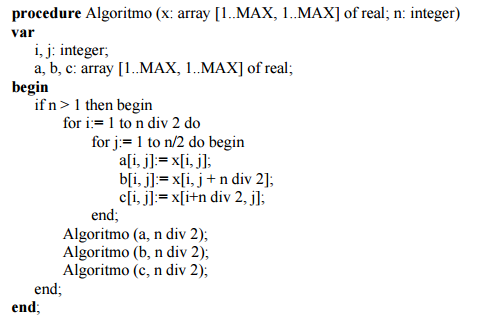 procedure Algoritmo (x: array [1..MAX, 1..MAX] of real; n: integer)
var
i, j: integer;
a, b, c: array [1..MAX, 1..MAX] of real;
begin
if n > 1 then begin
for i:= 1 to n div 2 do
for j:= 1 to n/2 do begin
a[i, j]:= x[i, j];
b[i, j]:= x[i, j + n div 2];
c[i, j]:= x[i+n div 2, j];
end;
Algoritmo (a, n div 2);
Algoritmo (b, n div 2);
Algoritmo (c, n div 2);
end;
end;